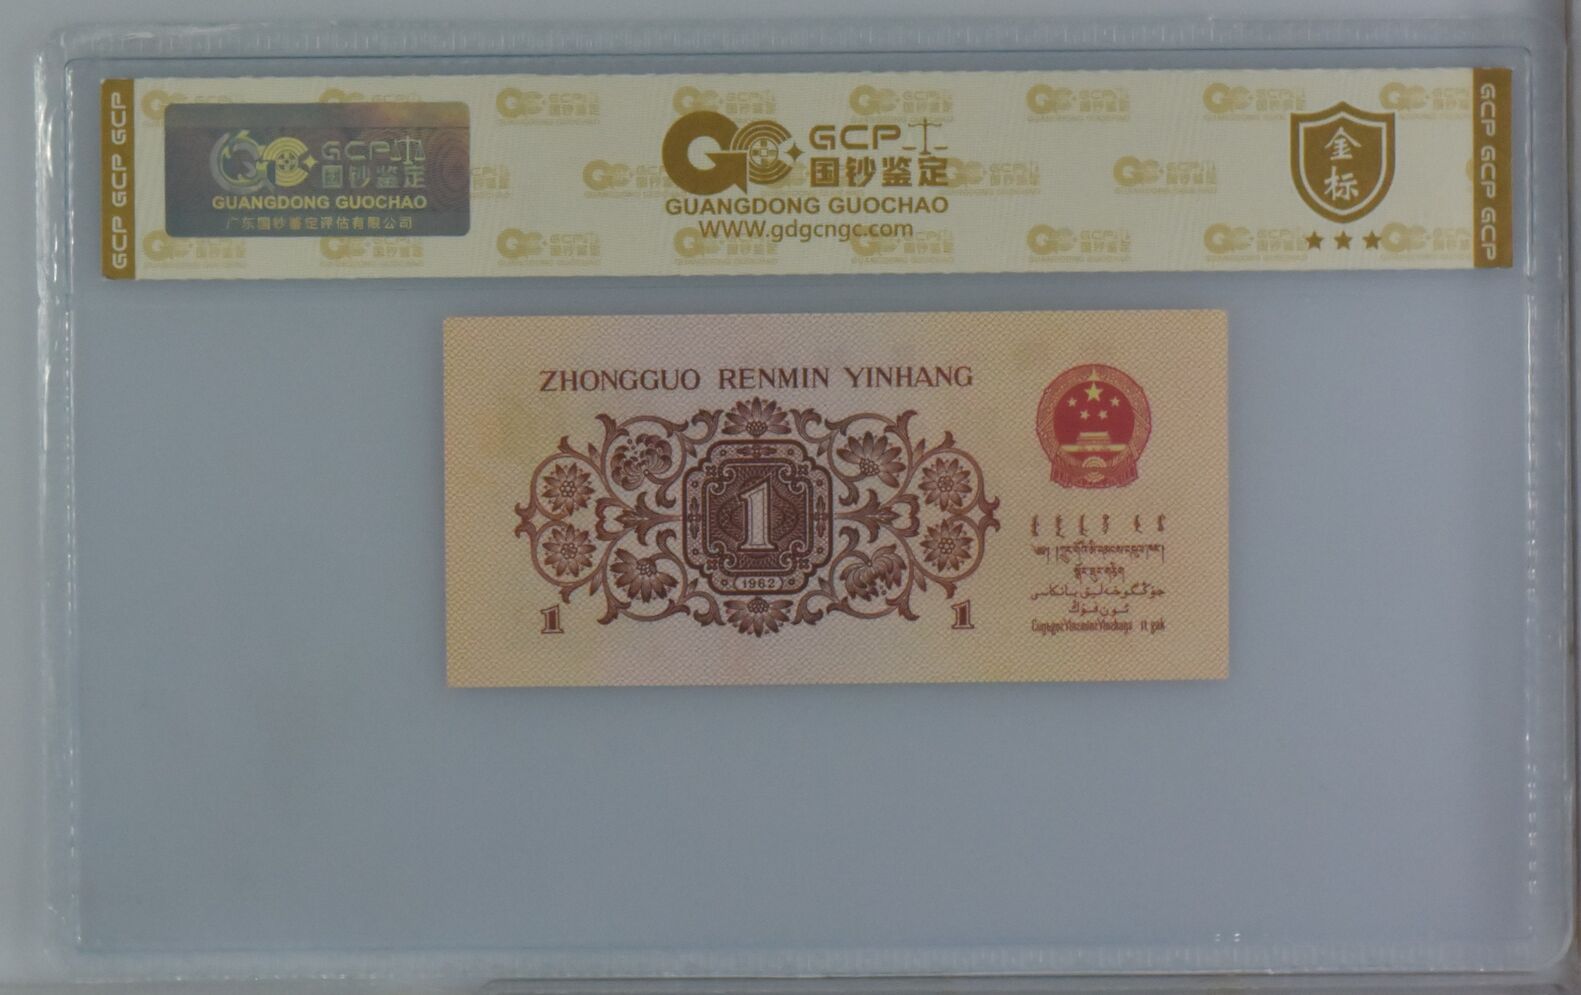 GCP GCP GCP
GCP 国钞鉴定
GUANGDONG GUOCHAO
广东国钞鉴定评估有限公司
GCP
国钞鉴定
GUANGDONG GUOCHAO
WWW.gdgcngc.com
金标
GCP GCP GCP
ZHONGGUO RENMIN YINHANG
1
(1962)
1
1
جۇڭگوخەلىق بانكاسى